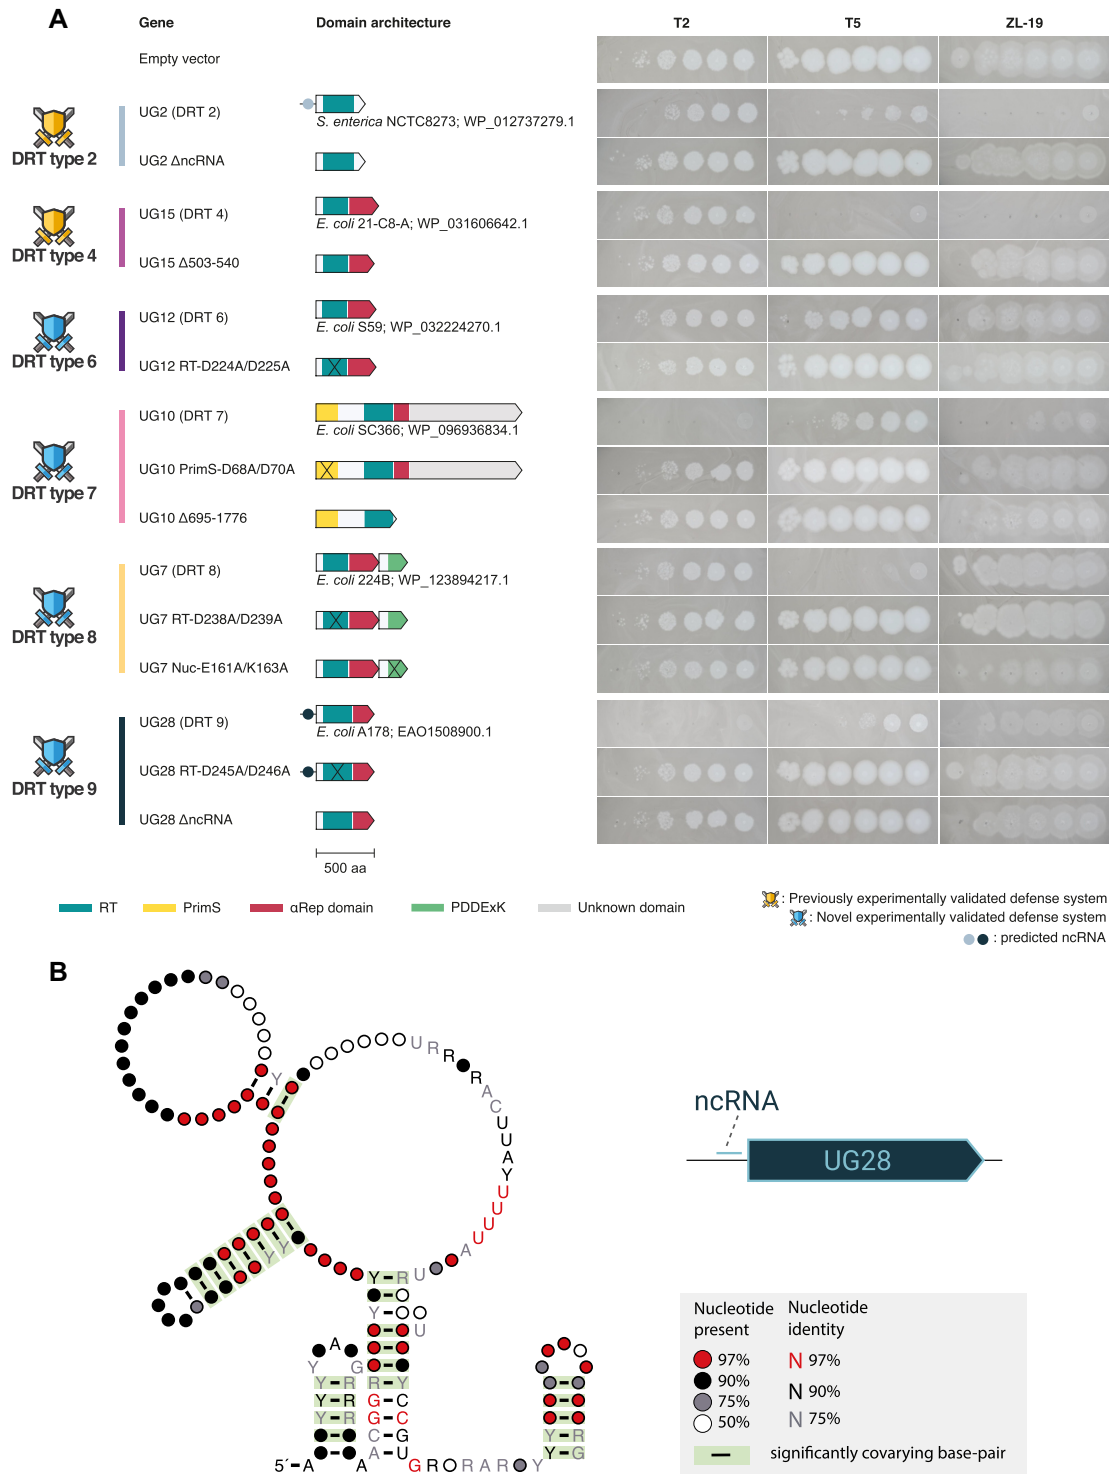 A
Gene
Domain architecture
T2
T5
ZL-19
Empty vector
DRT type 2
UG2 (DRT 2)
S. enterica NCTC8273; WP_012737279.1
UG2 ΔncRNA
DRT type 4
UG15 (DRT 4)
E. coli 21-C8-A; WP_031606642.1
UG15 Δ503-540
DRT type 6
UG12 (DRT 6)
E. coli S59; WP_032224270.1
UG12 RT-D224A/D225A
DRT type 7
UG10 (DRT 7)
E. coli SC366; WP_096936834.1
UG10 PrimS-D68A/D70A
UG10 Δ695-1776
DRT type 8
UG7 (DRT 8)
E. coli 224B; WP_123894217.1
UG7 RT-D238A/D239A
UG7 Nuc-E161A/K163A
DRT type 9
UG28 (DRT 9)
E. coli A178; EAO1508900.1
UG28 RT-D245A/D246A
UG28 ΔncRNA
500 aa
RT
PrimS
αRep domain
PDDExK
Unknown domain
: Previously experimentally validated defense system
: Novel experimentally validated defense system
: predicted ncRNA
B
Y
U R R R A C U U A Y U U U U A U
Y Y
Y R
Y
U
A
Y G
Y R R Y
Y R G C
Y R G C
C G
5´ A A A U G R R A R Y
Y R
Y G
ncRNA
UG28
Nucleotide present
Nucleotide identity
97% N 97%
90% N 90%
75% N 75%
50%
significantly covarying base-pair